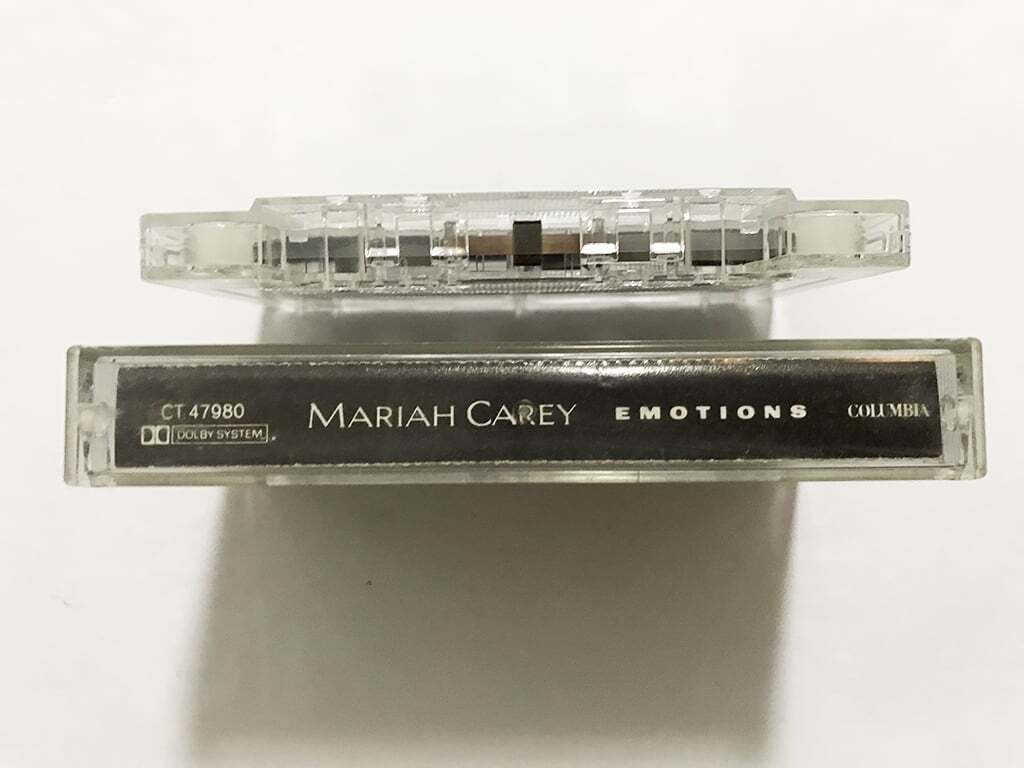 CT 47980 MARIAH CAREY EMOTIONS COLUMBIA
DOLBY SYSTEM